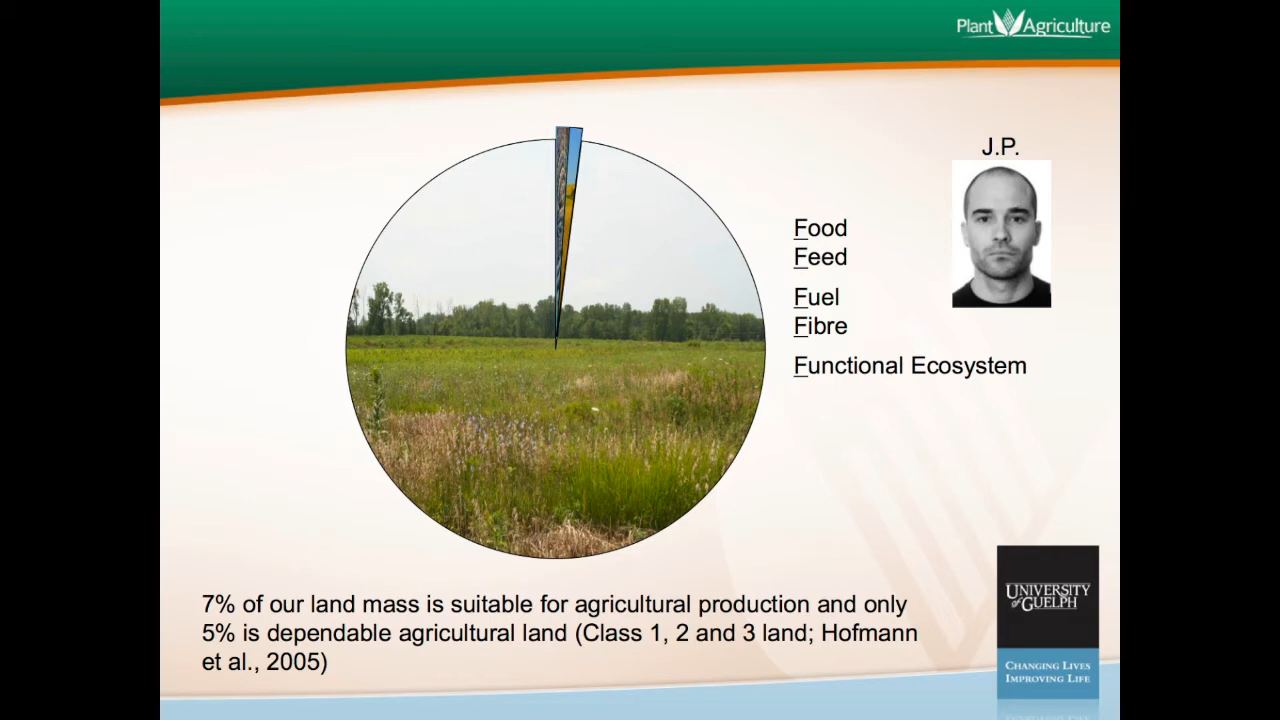 Plant Agriculture
J.P.
Food
Feed
Fuel
Fibre
Functional Ecosystem
7% of our land mass is suitable for agricultural production and only
5% is dependable agricultural land (Class 1, 2 and 3 land; Hofmann
et al., 2005)
UNIVERSITY
of GUELPH
CHANGING LIVES
IMPROVING LIFE